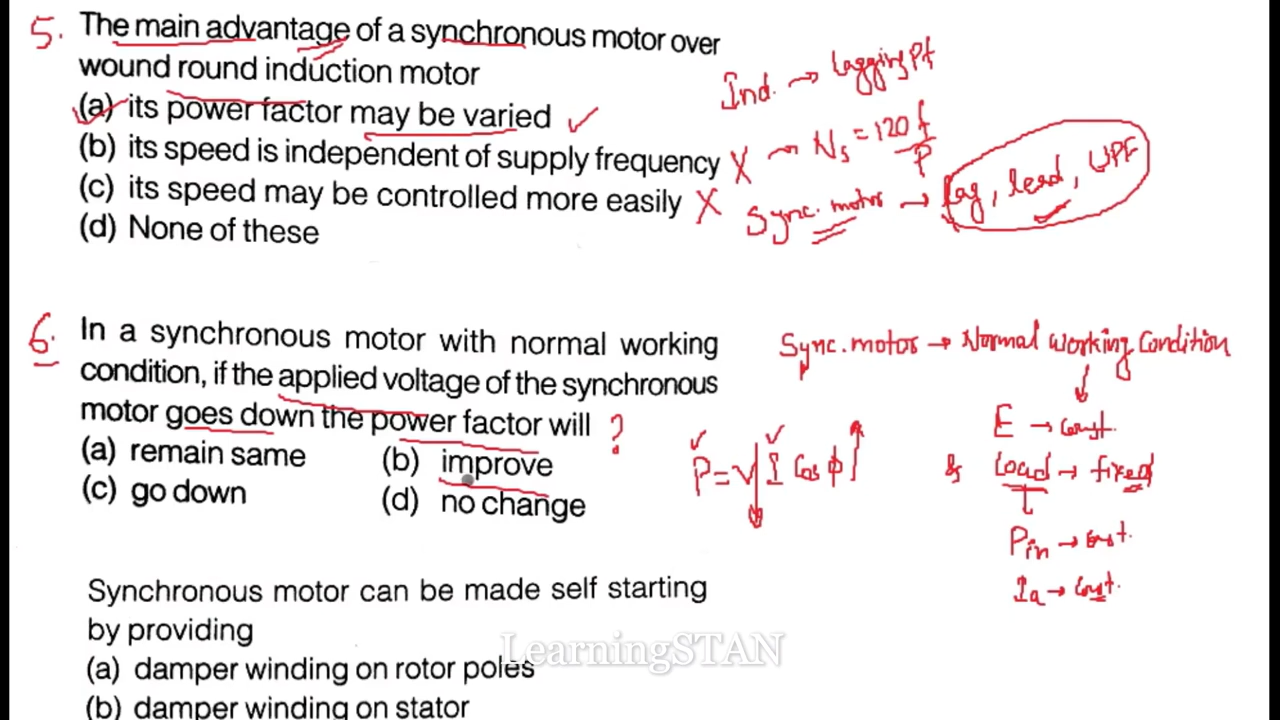 5. The main advantage of a synchronous motor over
wound round induction motor
(a) its power factor may be varied
(b) its speed is independent of supply frequency
(c) its speed may be controlled more easily
(d) None of these
Ind. → Lagging Pf
X → Ns = 120 f / P
X Sync. motor → Lag, lead, UPF
6. In a synchronous motor with normal working
condition, if the applied voltage of the synchronous
motor goes down the power factor will ?
(a) remain same (b) improve
(c) go down (d) no change
Sync. motor → Normal Working Condition
E → Const.
& Load → fixed
Pin → Const.
Ia → Const.
P = V I Cos φ
Synchronous motor can be made self starting
by providing
(a) damper winding on rotor poles
(b) damper winding on stator
LearningSTAN